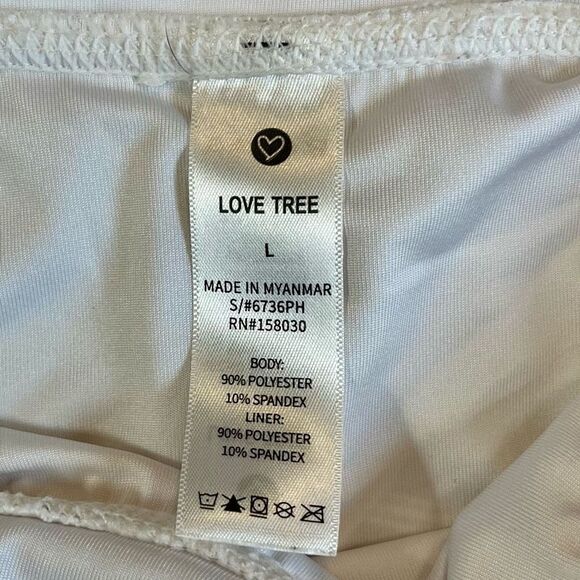 LOVE TREE
L
MADE IN MYANMAR
S/#6736PH
RN#158030
BODY:
90% POLYESTER
10% SPANDEX
LINER:
90% POLYESTER
10% SPANDEX